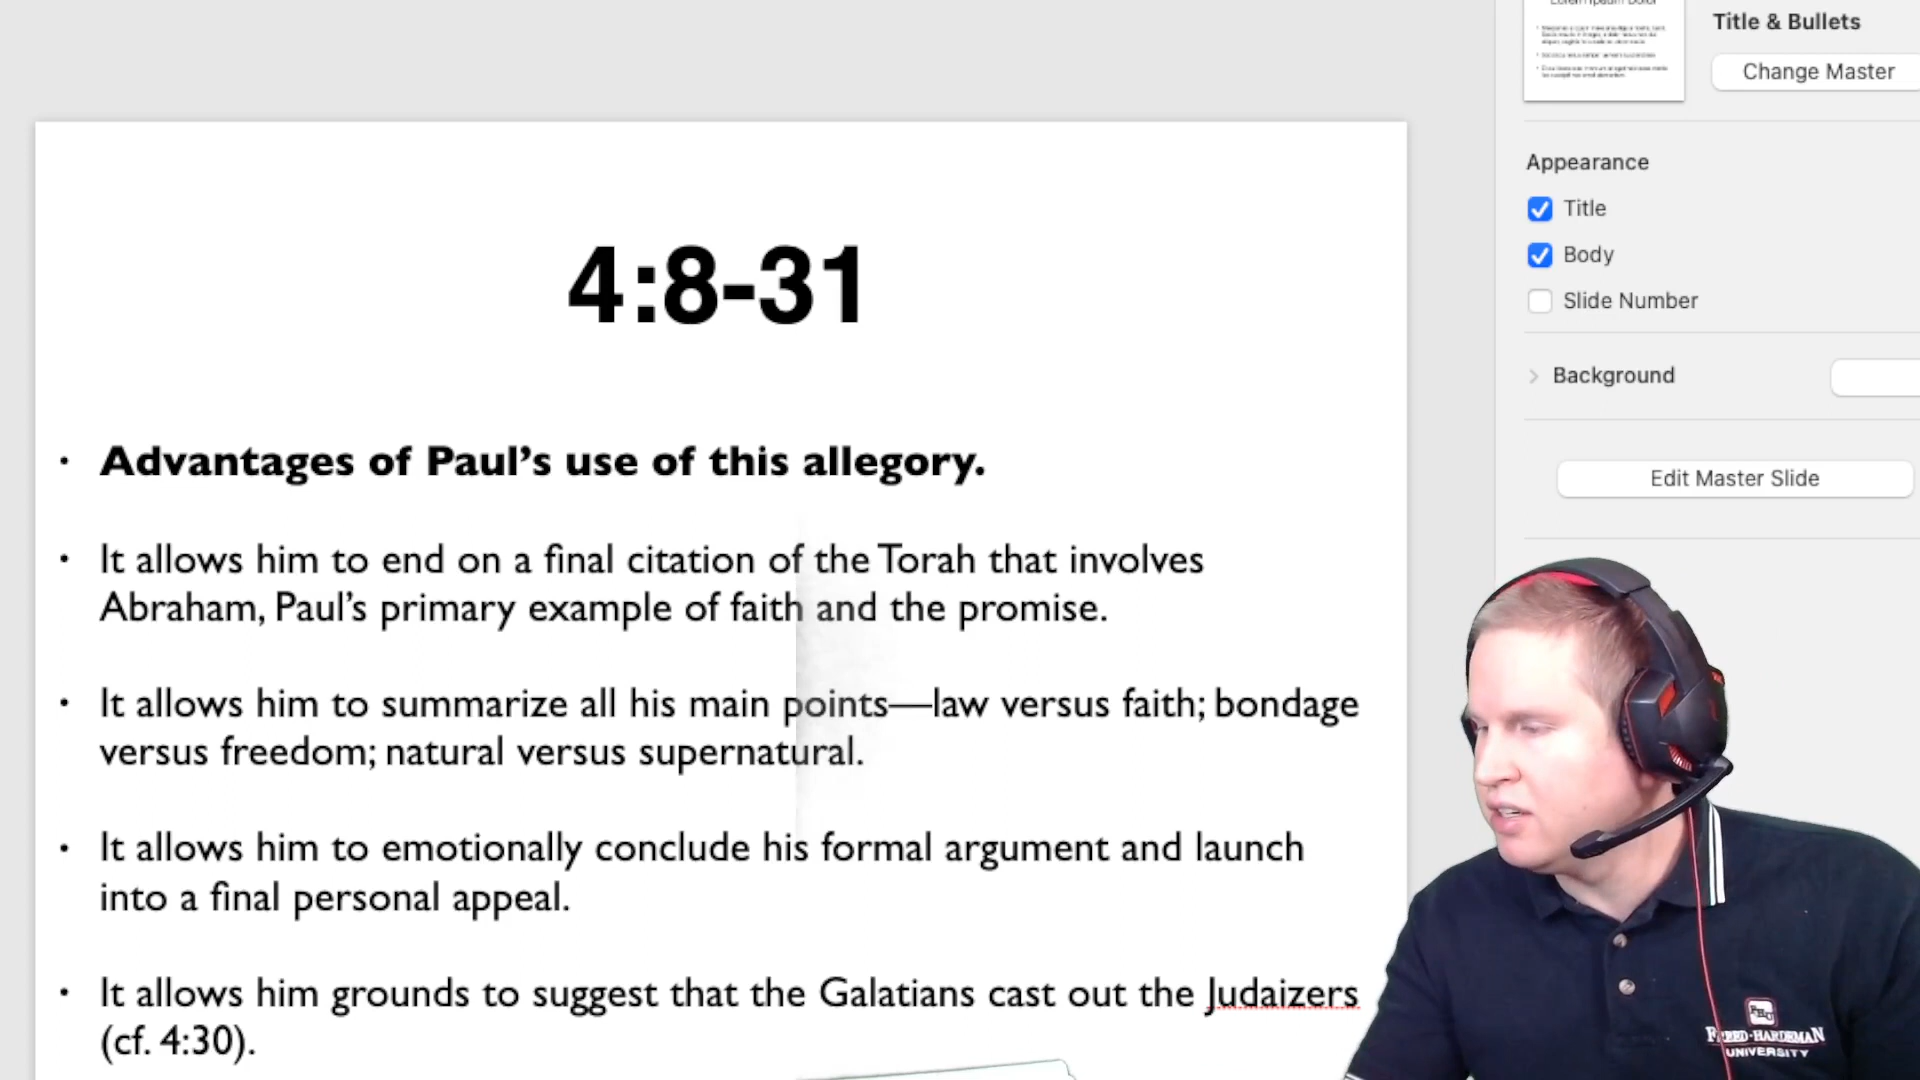 Title & Bullets
Change Master
Appearance
Title
Body
Slide Number
Background
Edit Master Slide
4:8-31
• Advantages of Paul’s use of this allegory.
• It allows him to end on a final citation of the Torah that involves
Abraham, Paul’s primary example of faith and the promise.
• It allows him to summarize all his main points—law versus faith; bondage
versus freedom; natural versus supernatural.
• It allows him to emotionally conclude his formal argument and launch
into a final personal appeal.
• It allows him grounds to suggest that the Galatians cast out the Judaizers
(cf. 4:30).
FHU
FREED-HARDEMAN
UNIVERSITY